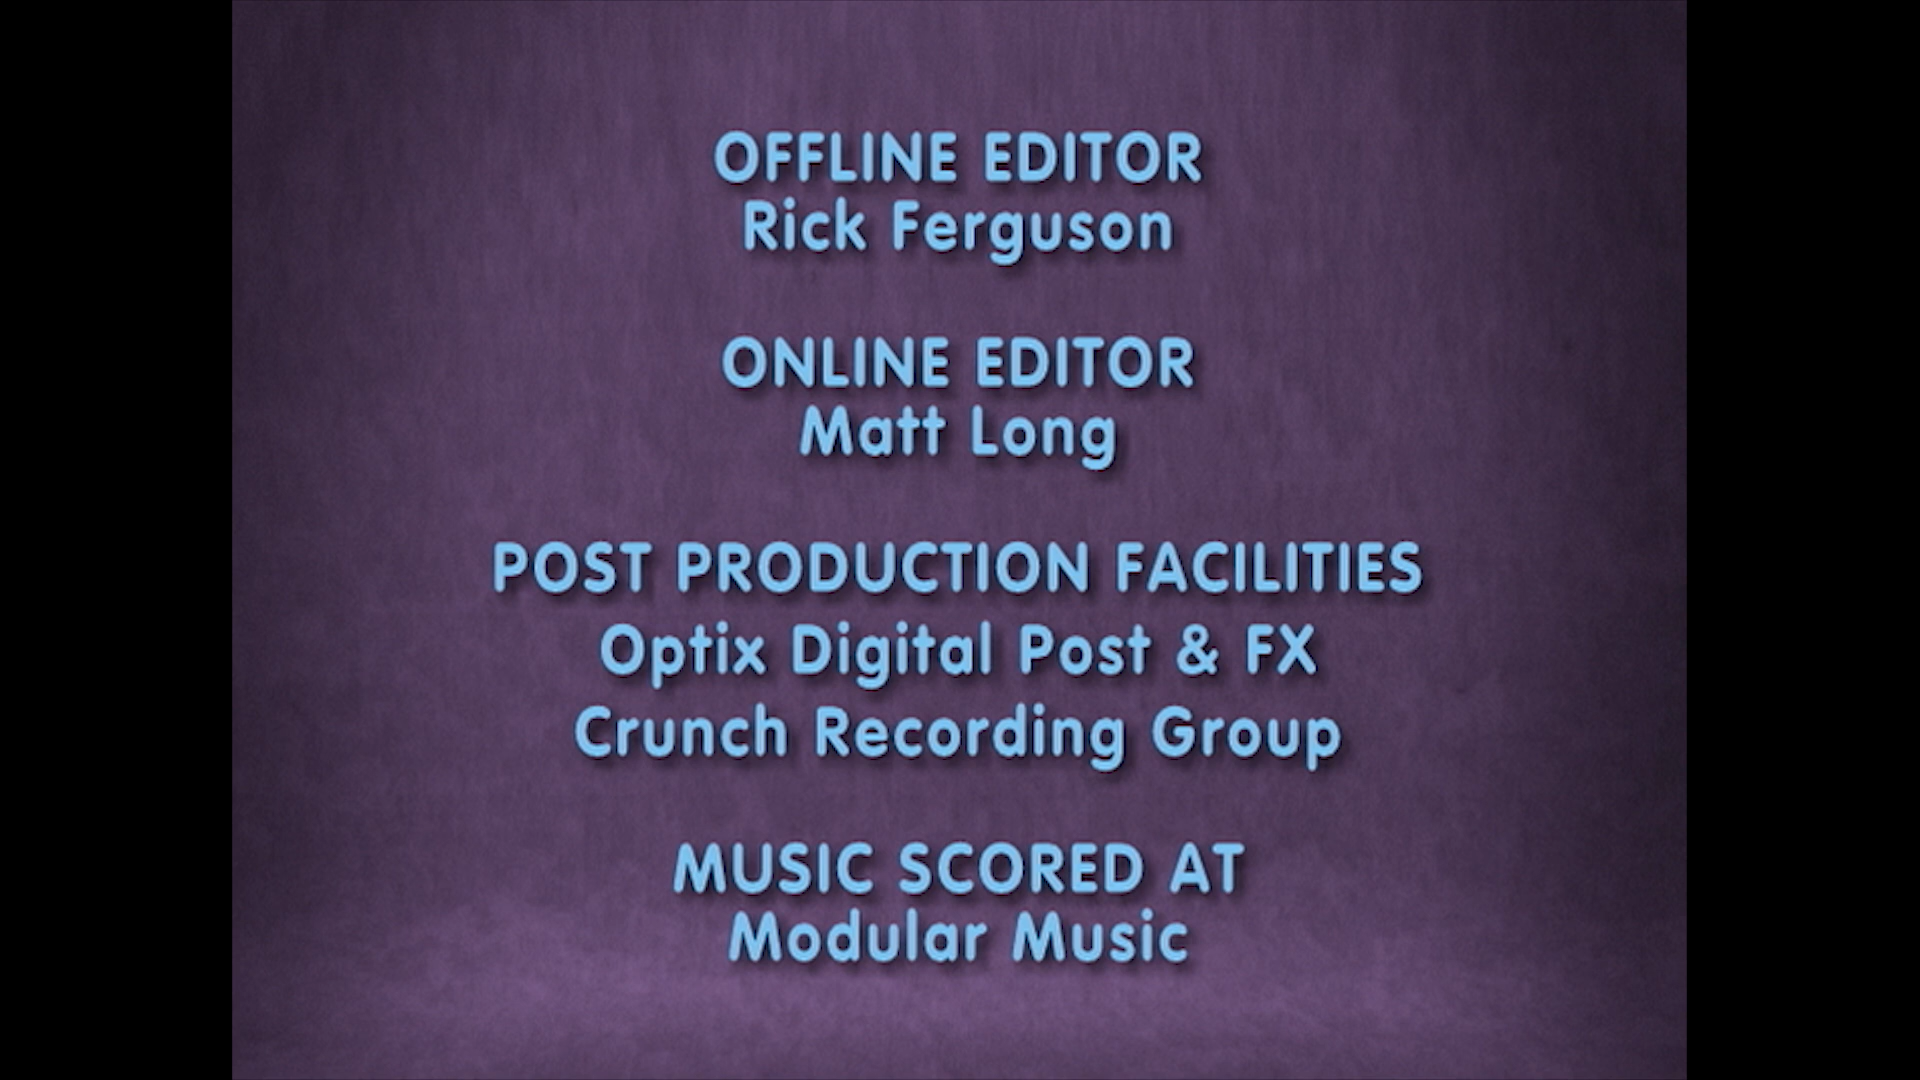 OFFLINE EDITOR
Rick Ferguson
ONLINE EDITOR
Matt Long
POST PRODUCTION FACILITIES
Optix Digital Post & FX
Crunch Recording Group
MUSIC SCORED AT
Modular Music